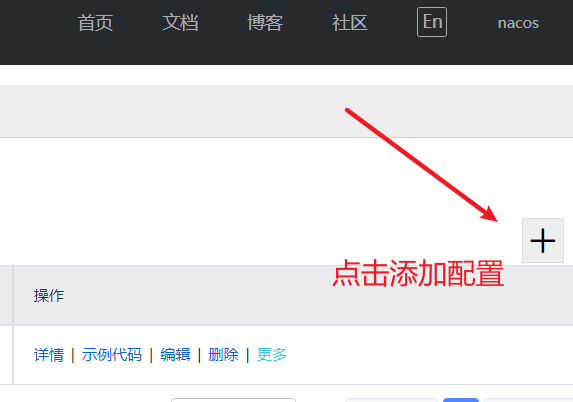 首页 文档 博客 社区 En nacos
点击添加配置
操作
详情 | 示例代码 | 编辑 | 删除 | 更多